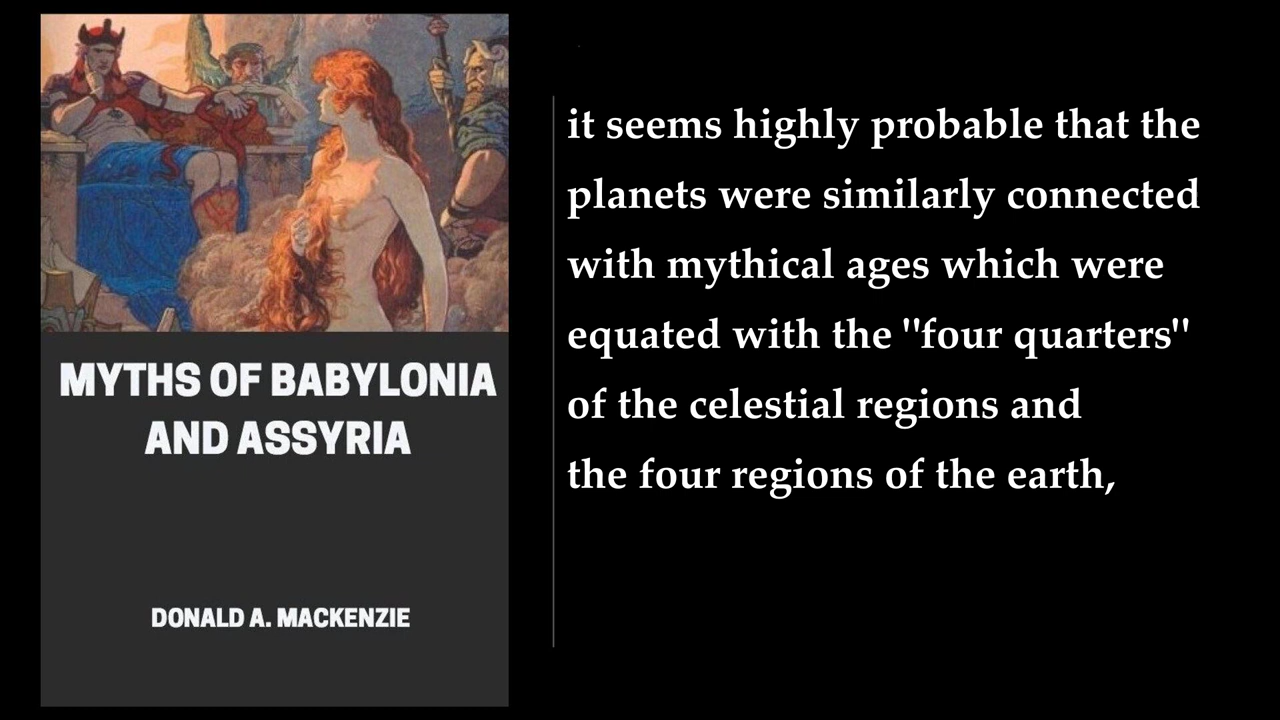 MYTHS OF BABYLONIA
AND ASSYRIA
DONALD A. MACKENZIE
it seems highly probable that the
planets were similarly connected
with mythical ages which were
equated with the "four quarters"
of the celestial regions and
the four regions of the earth,